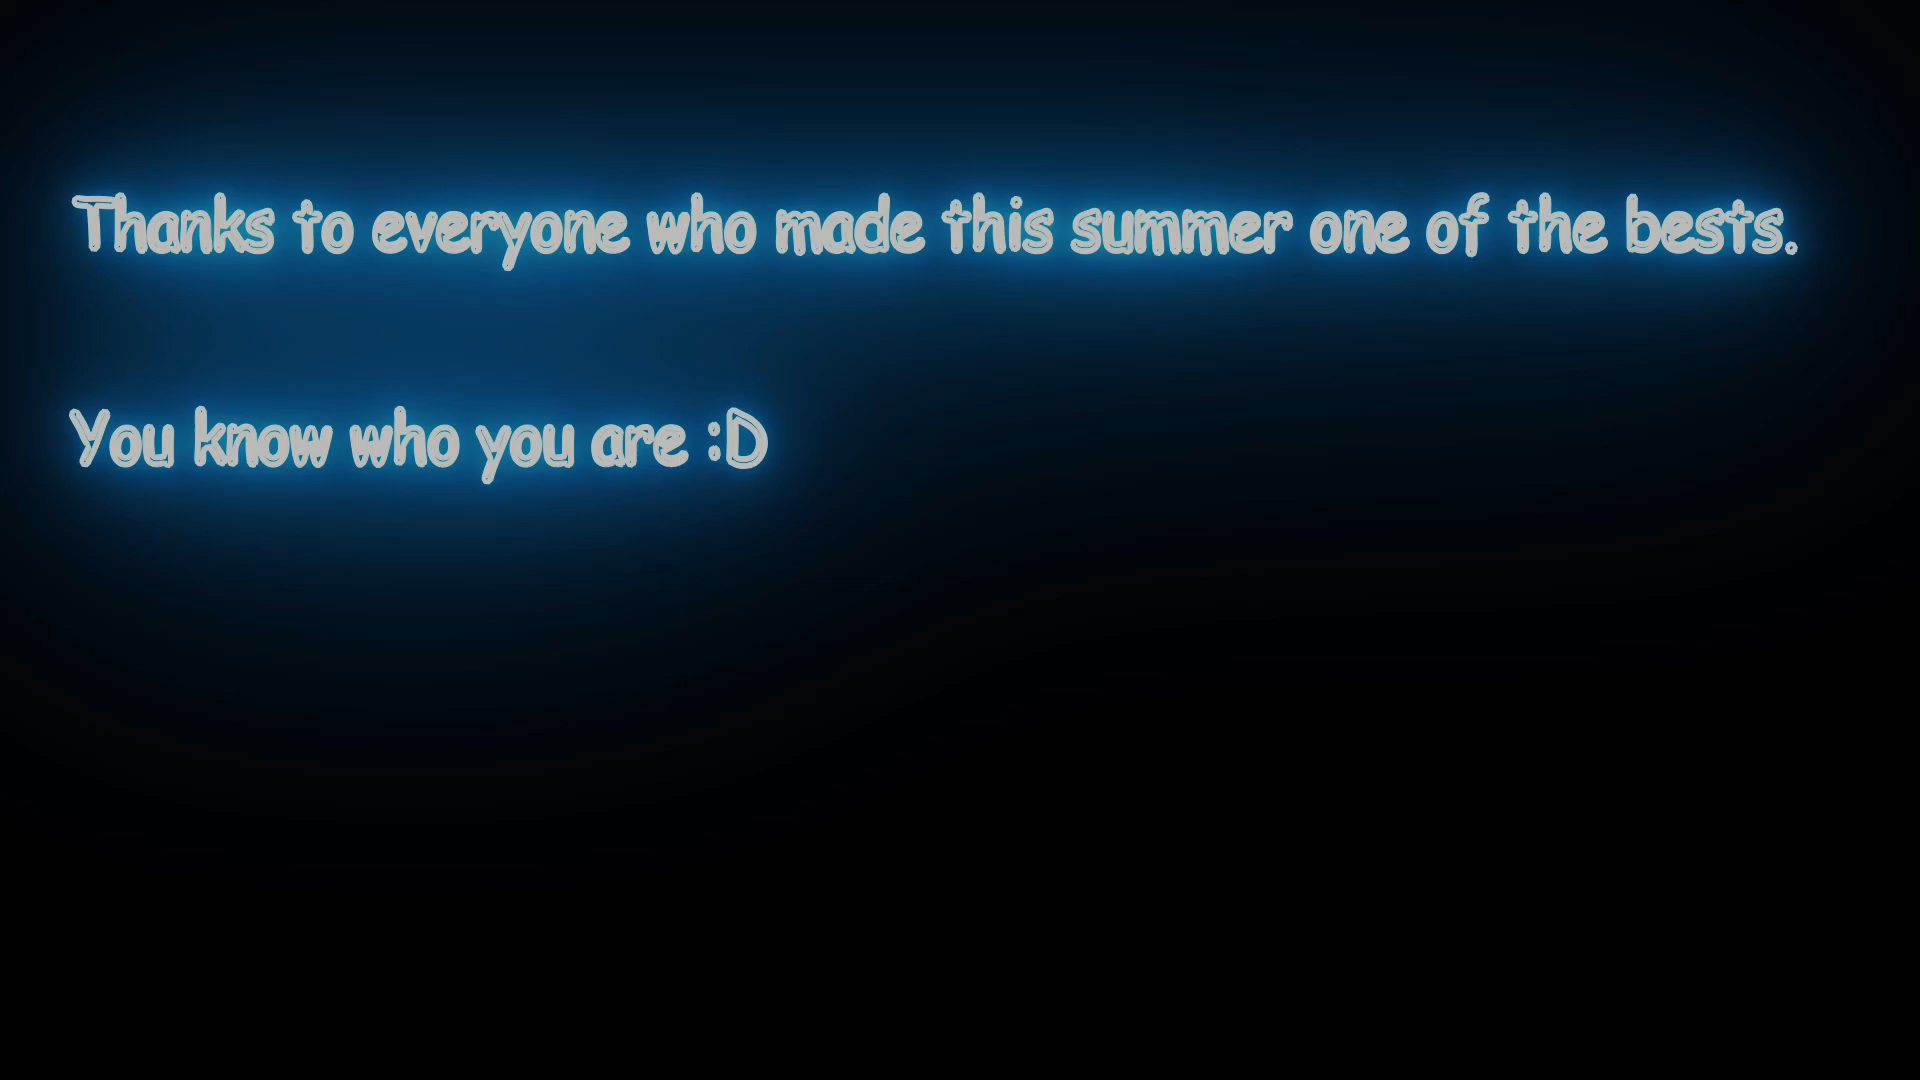 Thanks to everyone who made this summer one of the bests.
You know who you are :D